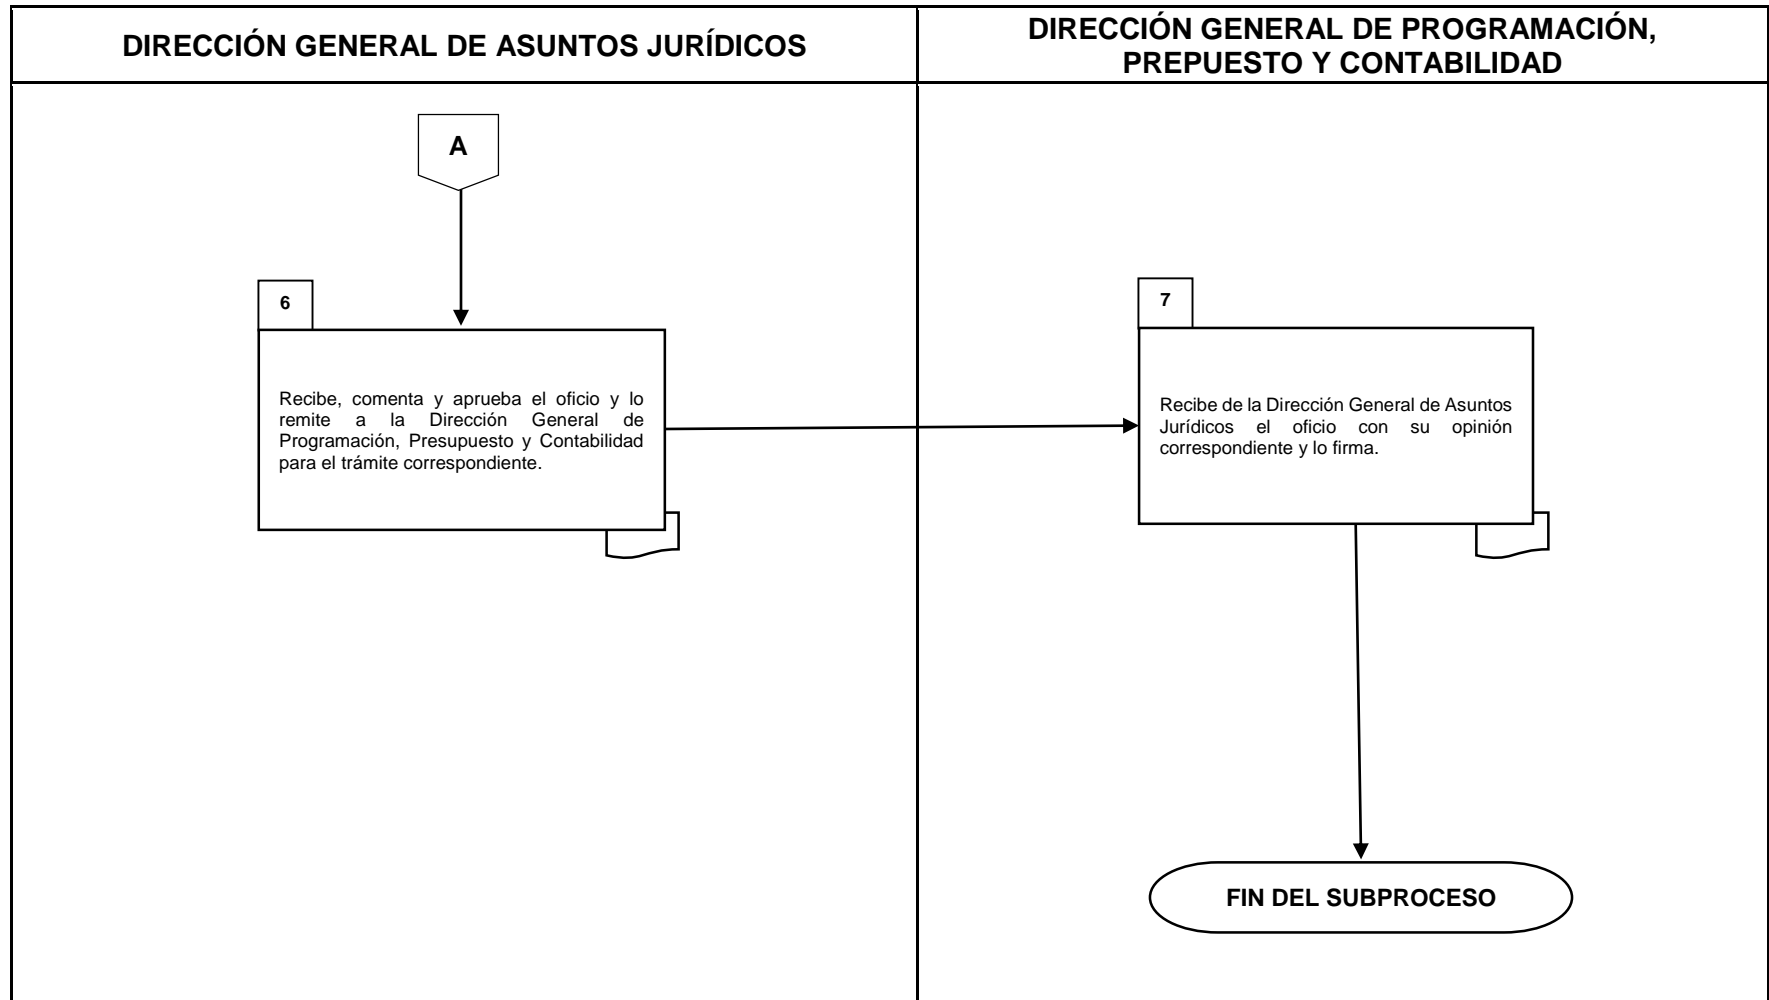 DIRECCIÓN GENERAL DE ASUNTOS JURÍDICOS
DIRECCIÓN GENERAL DE PROGRAMACIÓN,
PREPUESTO Y CONTABILIDAD
A
6
Recibe, comenta y aprueba el oficio y lo
remite a la Dirección General de
Programación, Presupuesto y Contabilidad
para el trámite correspondiente.
7
Recibe de la Dirección General de Asuntos
Jurídicos el oficio con su opinión
correspondiente y lo firma.
FIN DEL SUBPROCESO